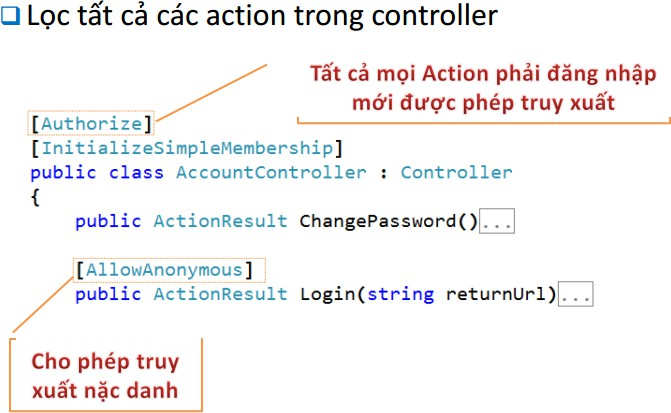 Lọc tất cả các action trong controller
Tất cả mọi Action phải đăng nhập
mới được phép truy xuất
[Authorize]
[InitializeSimpleMembership]
public class AccountController : Controller
{
public ActionResult ChangePassword()...
[AllowAnonymous]
public ActionResult Login(string returnUrl)...
Cho phép truy
xuất nặc danh